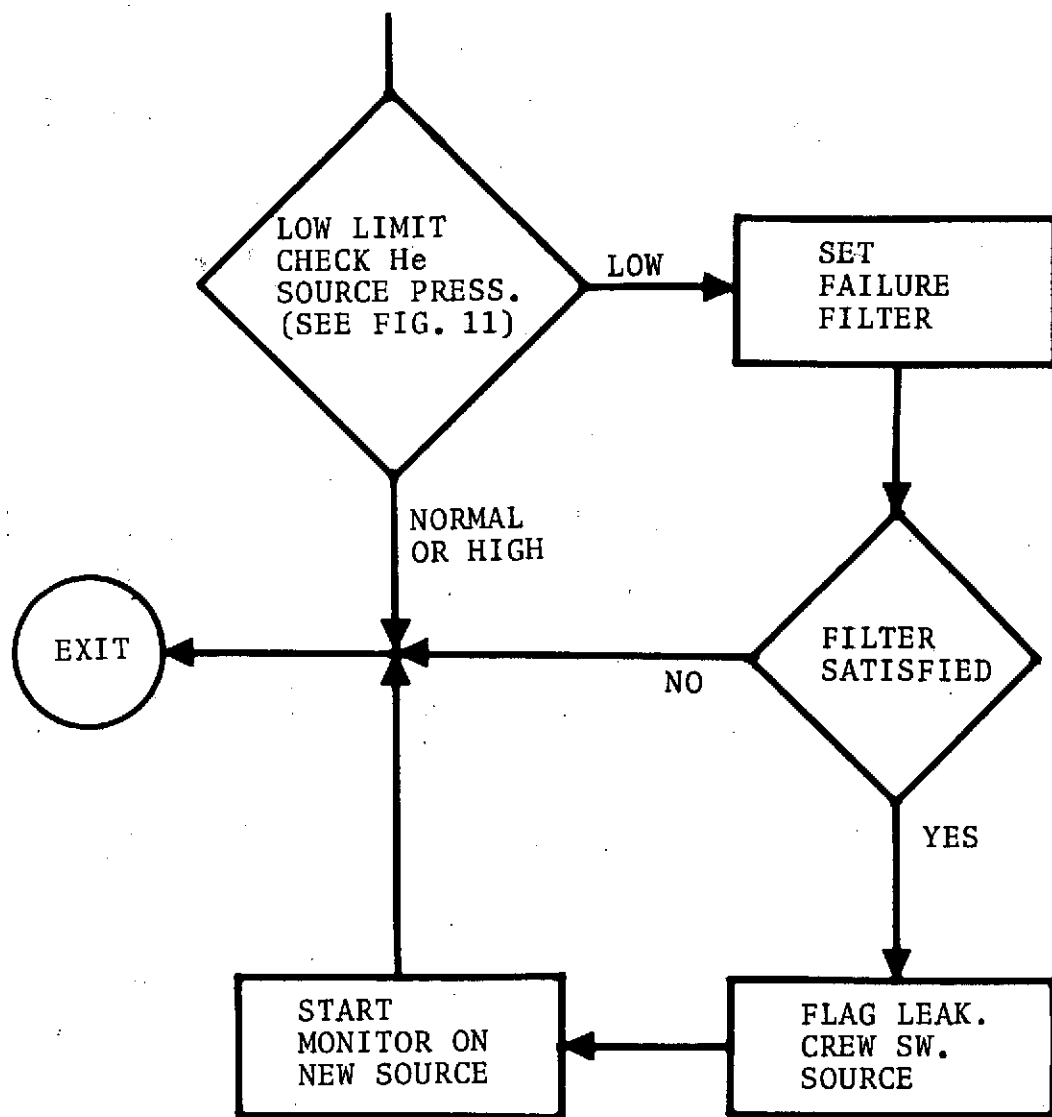 LOW LIMIT
CHECK He
SOURCE PRESS.
(SEE FIG. 11)
LOW
SET
FAILURE
FILTER
NORMAL
OR HIGH
EXIT
NO
FILTER
SATISFIED
YES
START
MONITOR ON
NEW SOURCE
FLAG LEAK.
CREW SW.
SOURCE